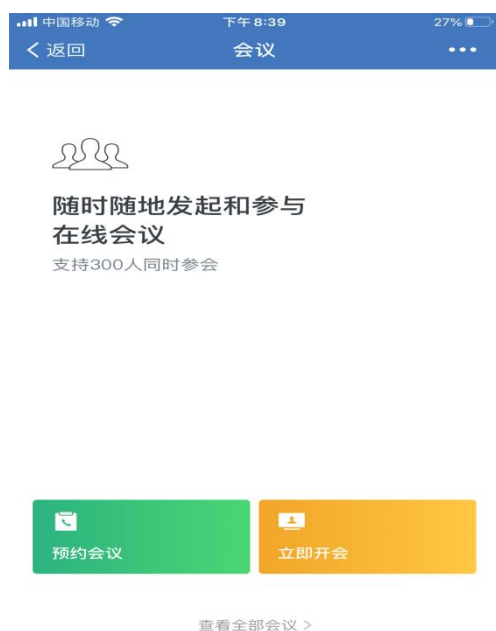 中国移动 下午 8:39 27%
返回 会议
随时随地发起和参与
在线会议
支持300人同时参会
预约会议 立即开会
查看全部会议 >